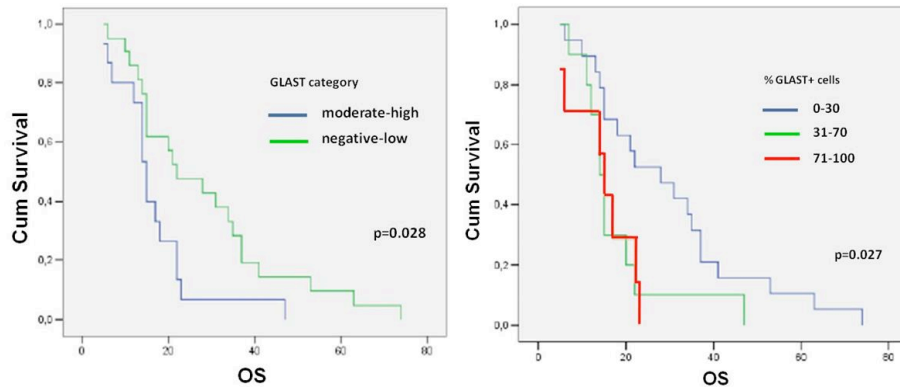 Cum Survival
1,0
0,8
0,6
0,4
0,2
0,0
GLAST category
moderate-high
negative-low
p=0.028
0 20 40 60 80
OS
Cum Survival
1,0
0,8
0,6
0,4
0,2
0,0
% GLAST+ cells
0-30
31-70
71-100
p=0.027
0 20 40 60 80
OS